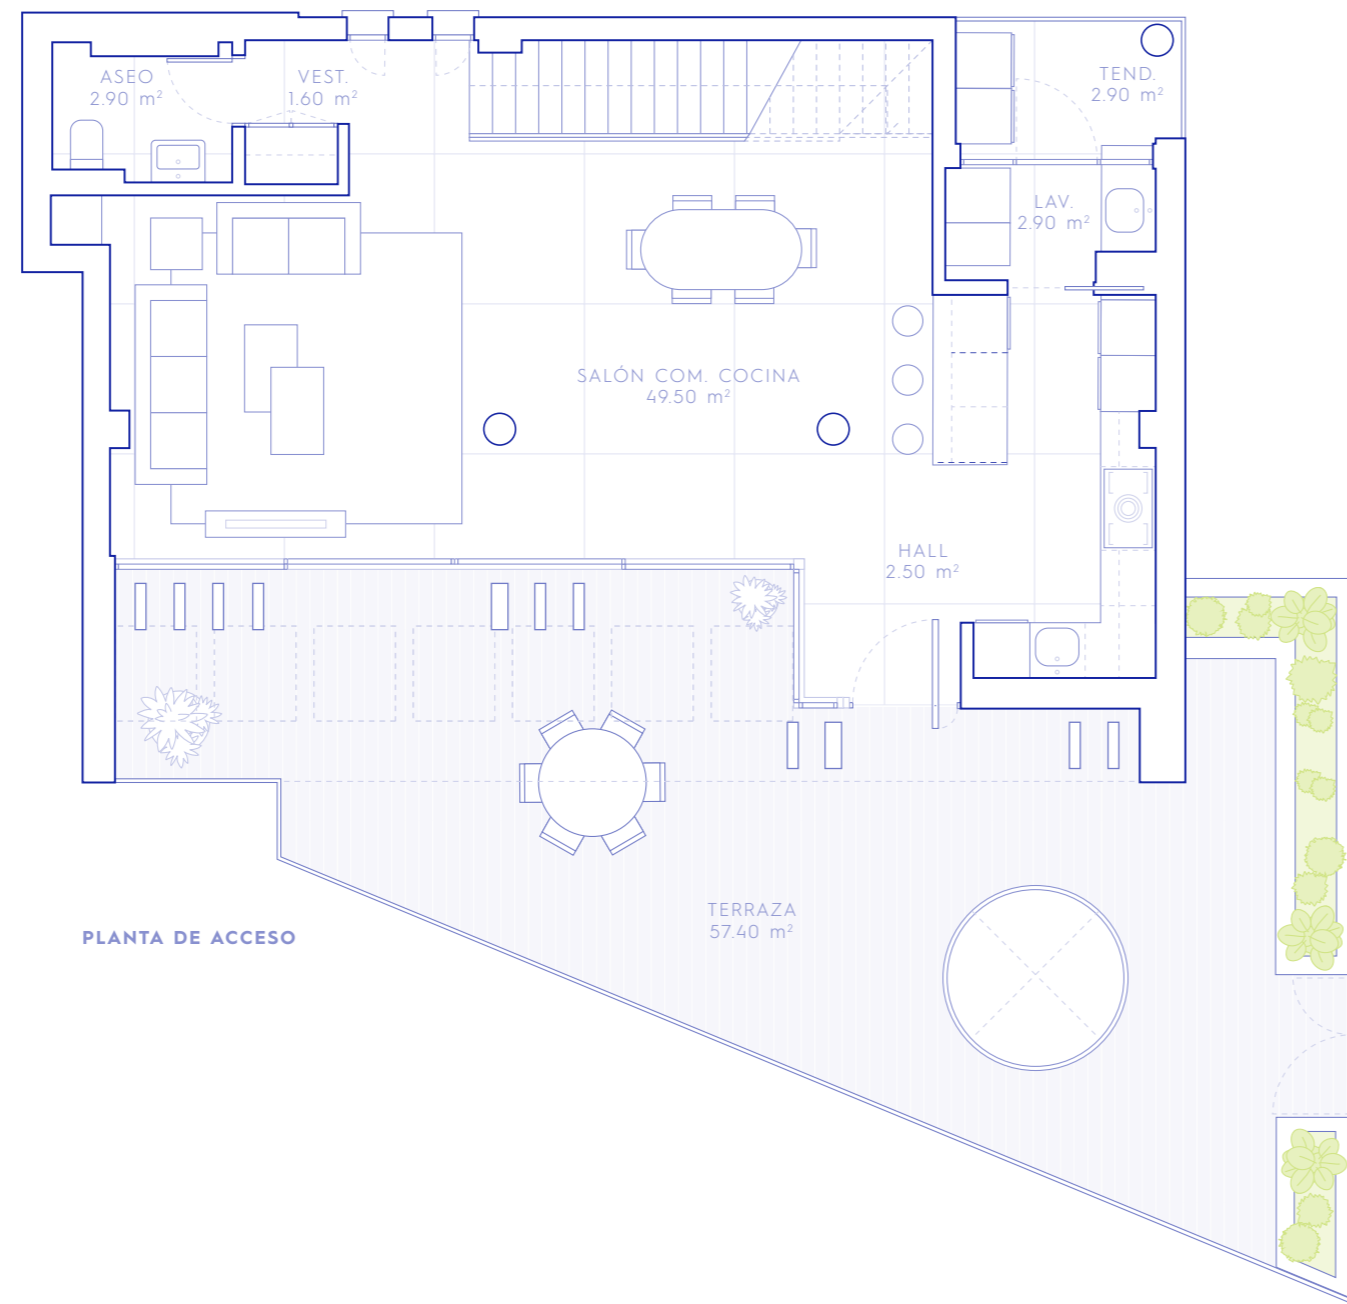 ASEO
2.90 m²
VEST.
1.60 m²
TEND.
2.90 m²
LAV.
2.90 m²
SALÓN COM. COCINA
49.50 m²
HALL
2.50 m²
TERRAZA
57.40 m²
PLANTA DE ACCESO